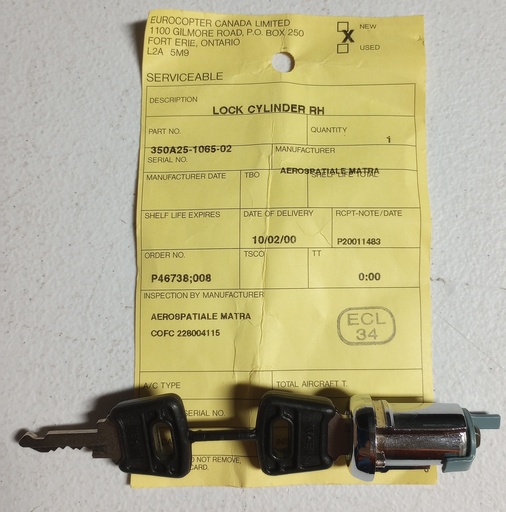 EUROCOPTER CANADA LIMITED
1100 GILMORE ROAD, P.O. BOX 250
FORT ERIE, ONTARIO
L2A 5M9
X NEW
USED
SERVICEABLE
DESCRIPTION
LOCK CYLINDER RH
PART NO.
350A25-1065-02
QUANTITY
1
SERIAL NO.
MANUFACTURER
AEROSPATIALE MATRA
MANUFACTURER DATE
TBO
SHELF LIFE TOTAL
SHELF LIFE EXPIRES
DATE OF DELIVERY
10/02/00
RCPT-NOTE/DATE
P20011483
ORDER NO.
P46738;008
TSCO
TT
0:00
INSPECTION BY MANUFACTURER
AEROSPATIALE MATRA
COFC 228004115
ECL
34
A/C TYPE
TOTAL AIRCRAFT T.
SERIAL NO.
DO NOT REMOVE,
CARD.